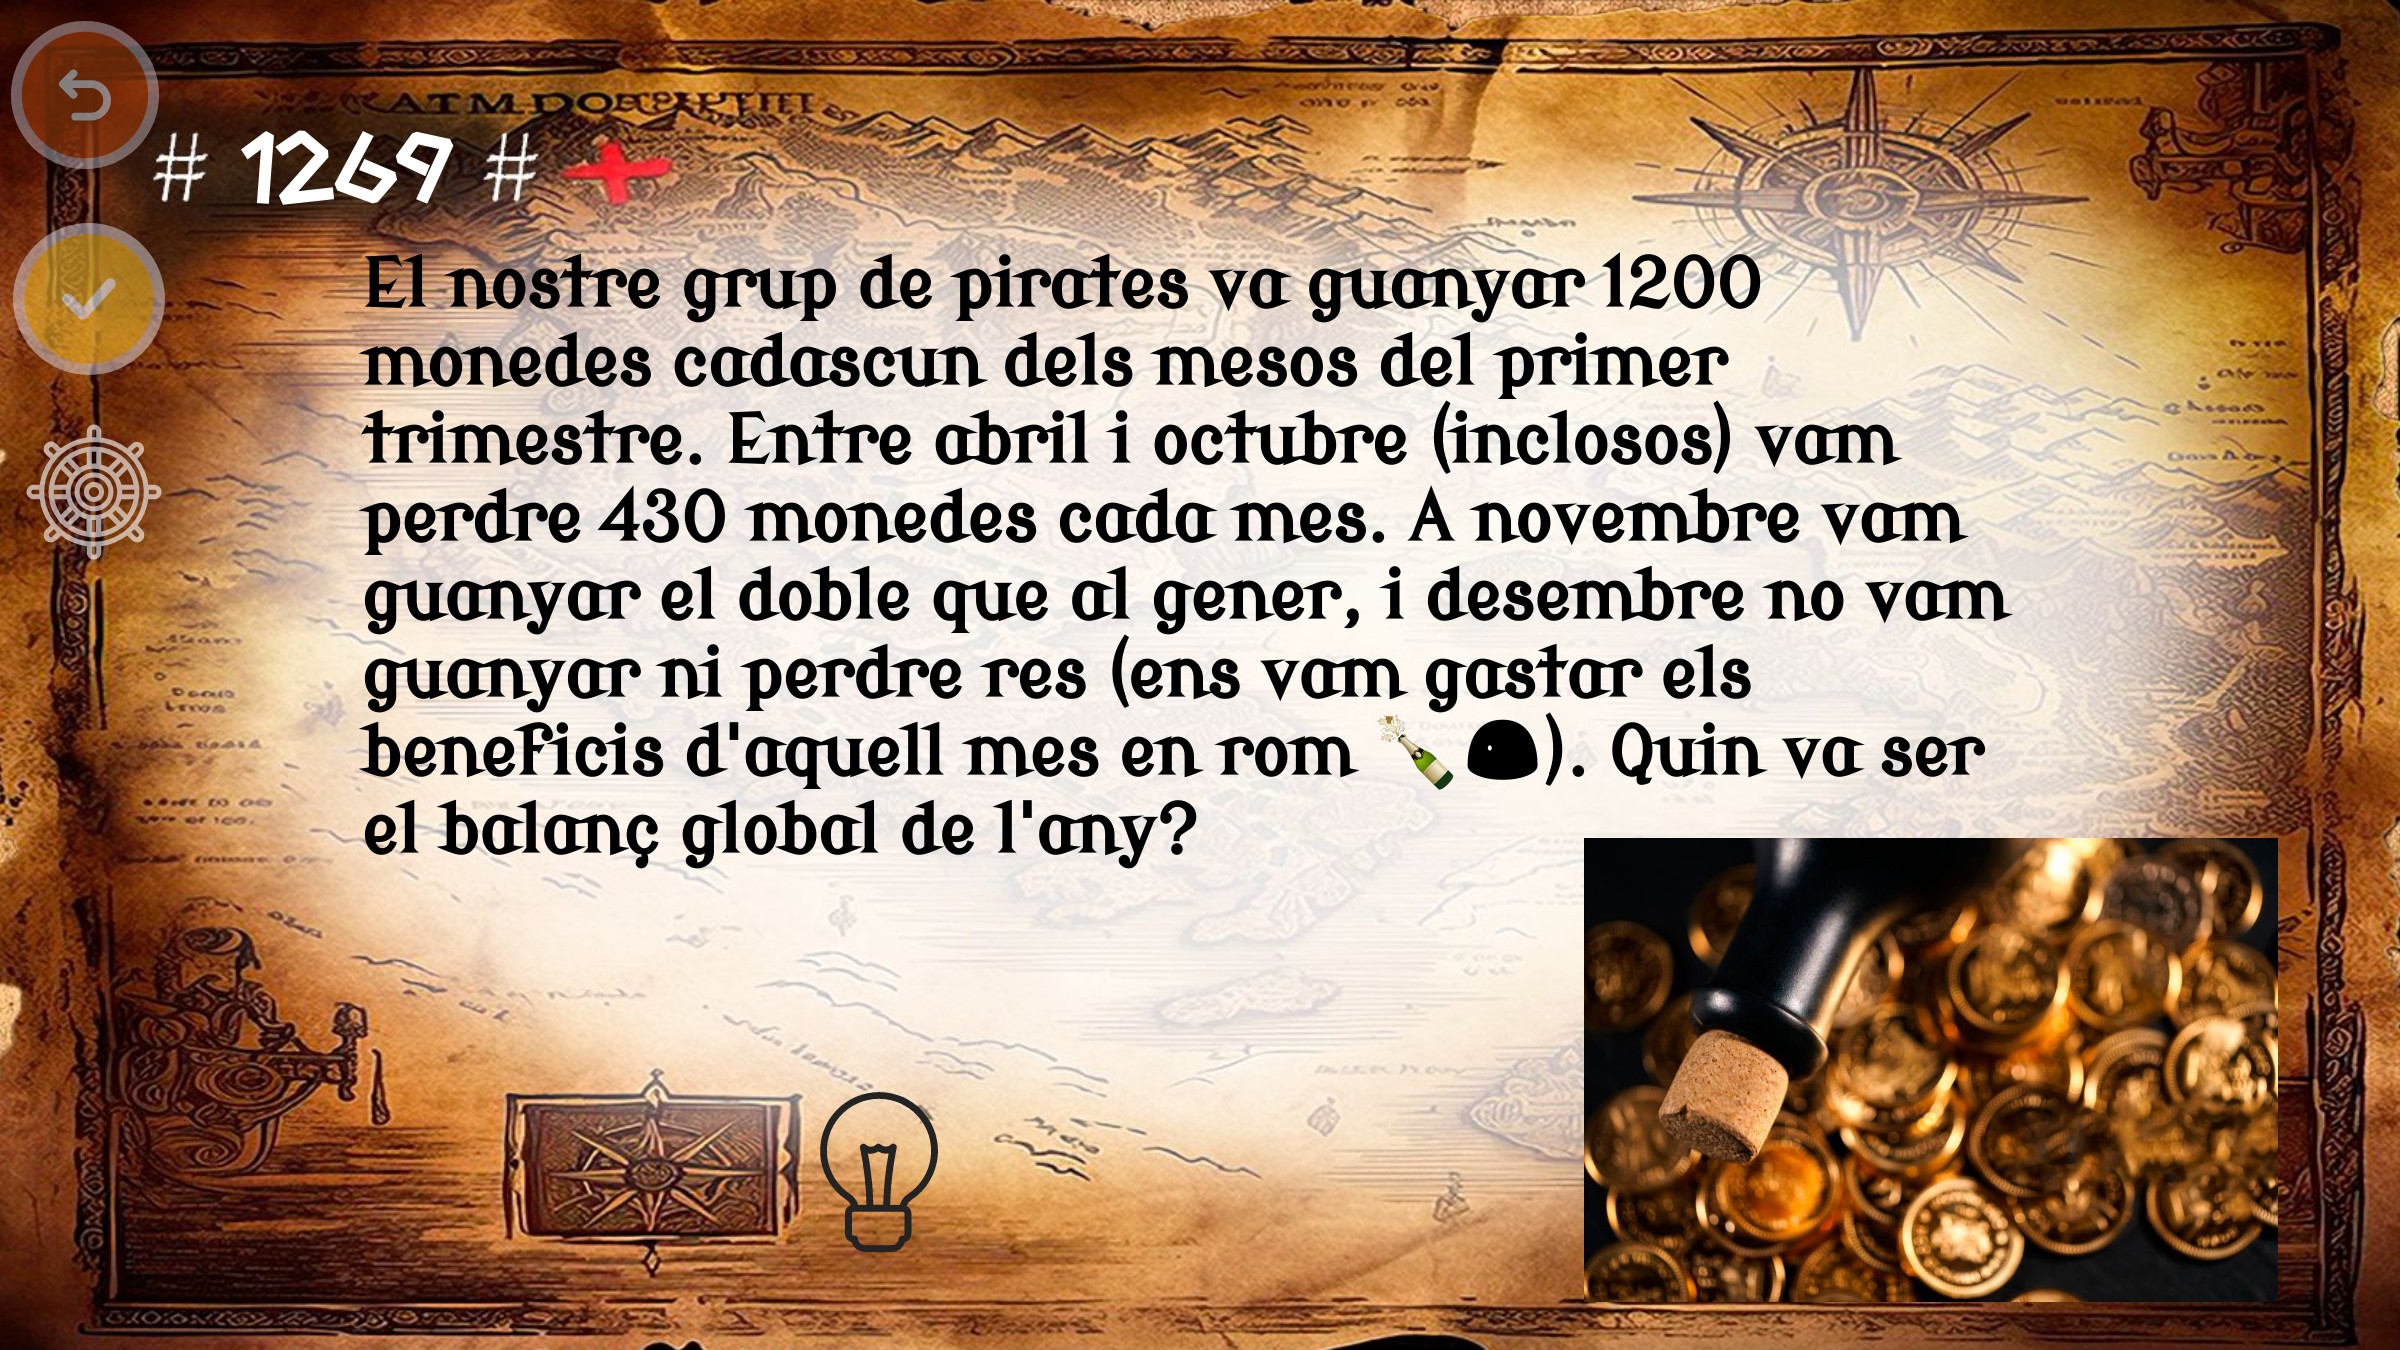 # 1269 #
El nostre grup de pirates va guanyar 1200
monedes cadascun dels mesos del primer
trimestre. Entre abril i octubre (inclosos) vam
perdre 430 monedes cada mes. A novembre vam
guanyar el doble que al gener, i desembre no vam
guanyar ni perdre res (ens vam gastar els
beneficis d'aquell mes en rom 🍾). Quin va ser
el balanç global de l'any?